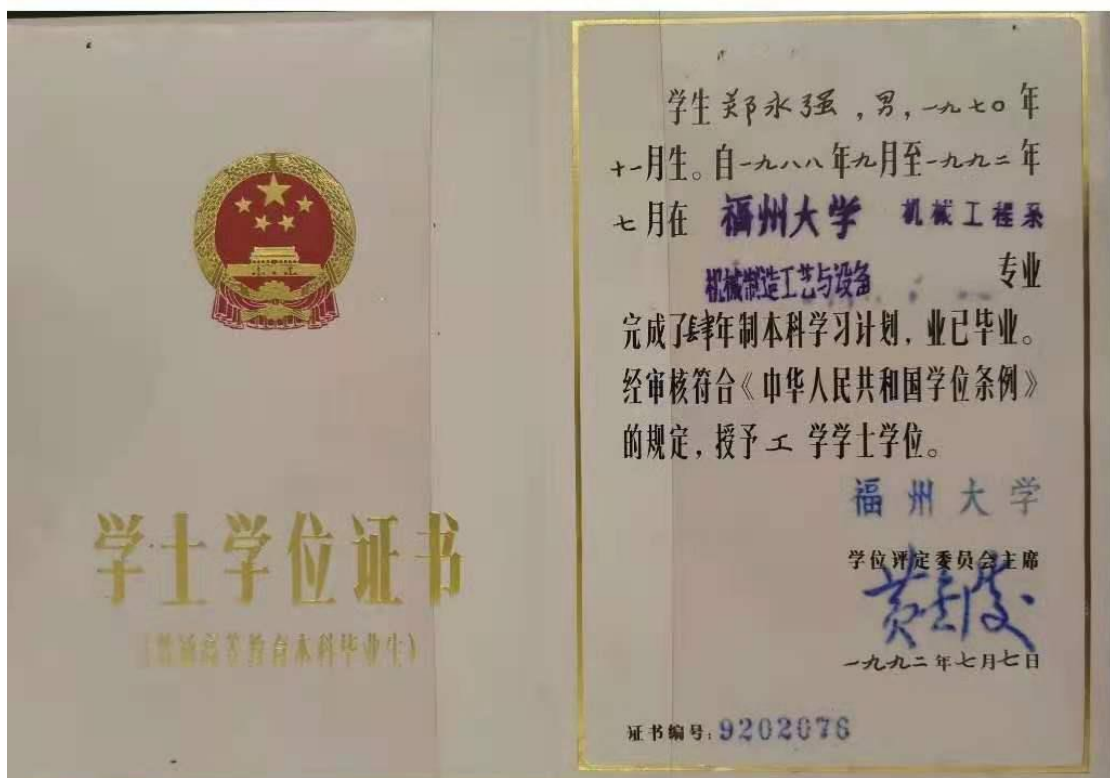 学士学位证书
(普通高等教育本科毕业生)
学生郑永强,男,一九七〇年
十一月生。自一九八八年九月至一九九二年
七月在 福州大学 机械工程系
机械制造工艺与设备 专业
完成了肆年制本科学习计划,业已毕业。
经审核符合《中华人民共和国学位条例》
的规定,授予工学学士学位。
福州大学
学位评定委员会主席
一九九二年七月七日
证书编号:9202076